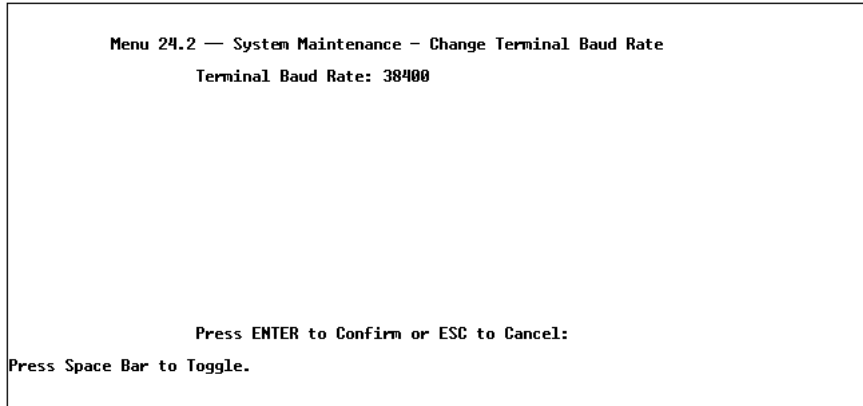 Menu 24.2 — System Maintenance - Change Terminal Baud Rate
Terminal Baud Rate: 38400
Press ENTER to Confirm or ESC to Cancel:
Press Space Bar to Toggle.